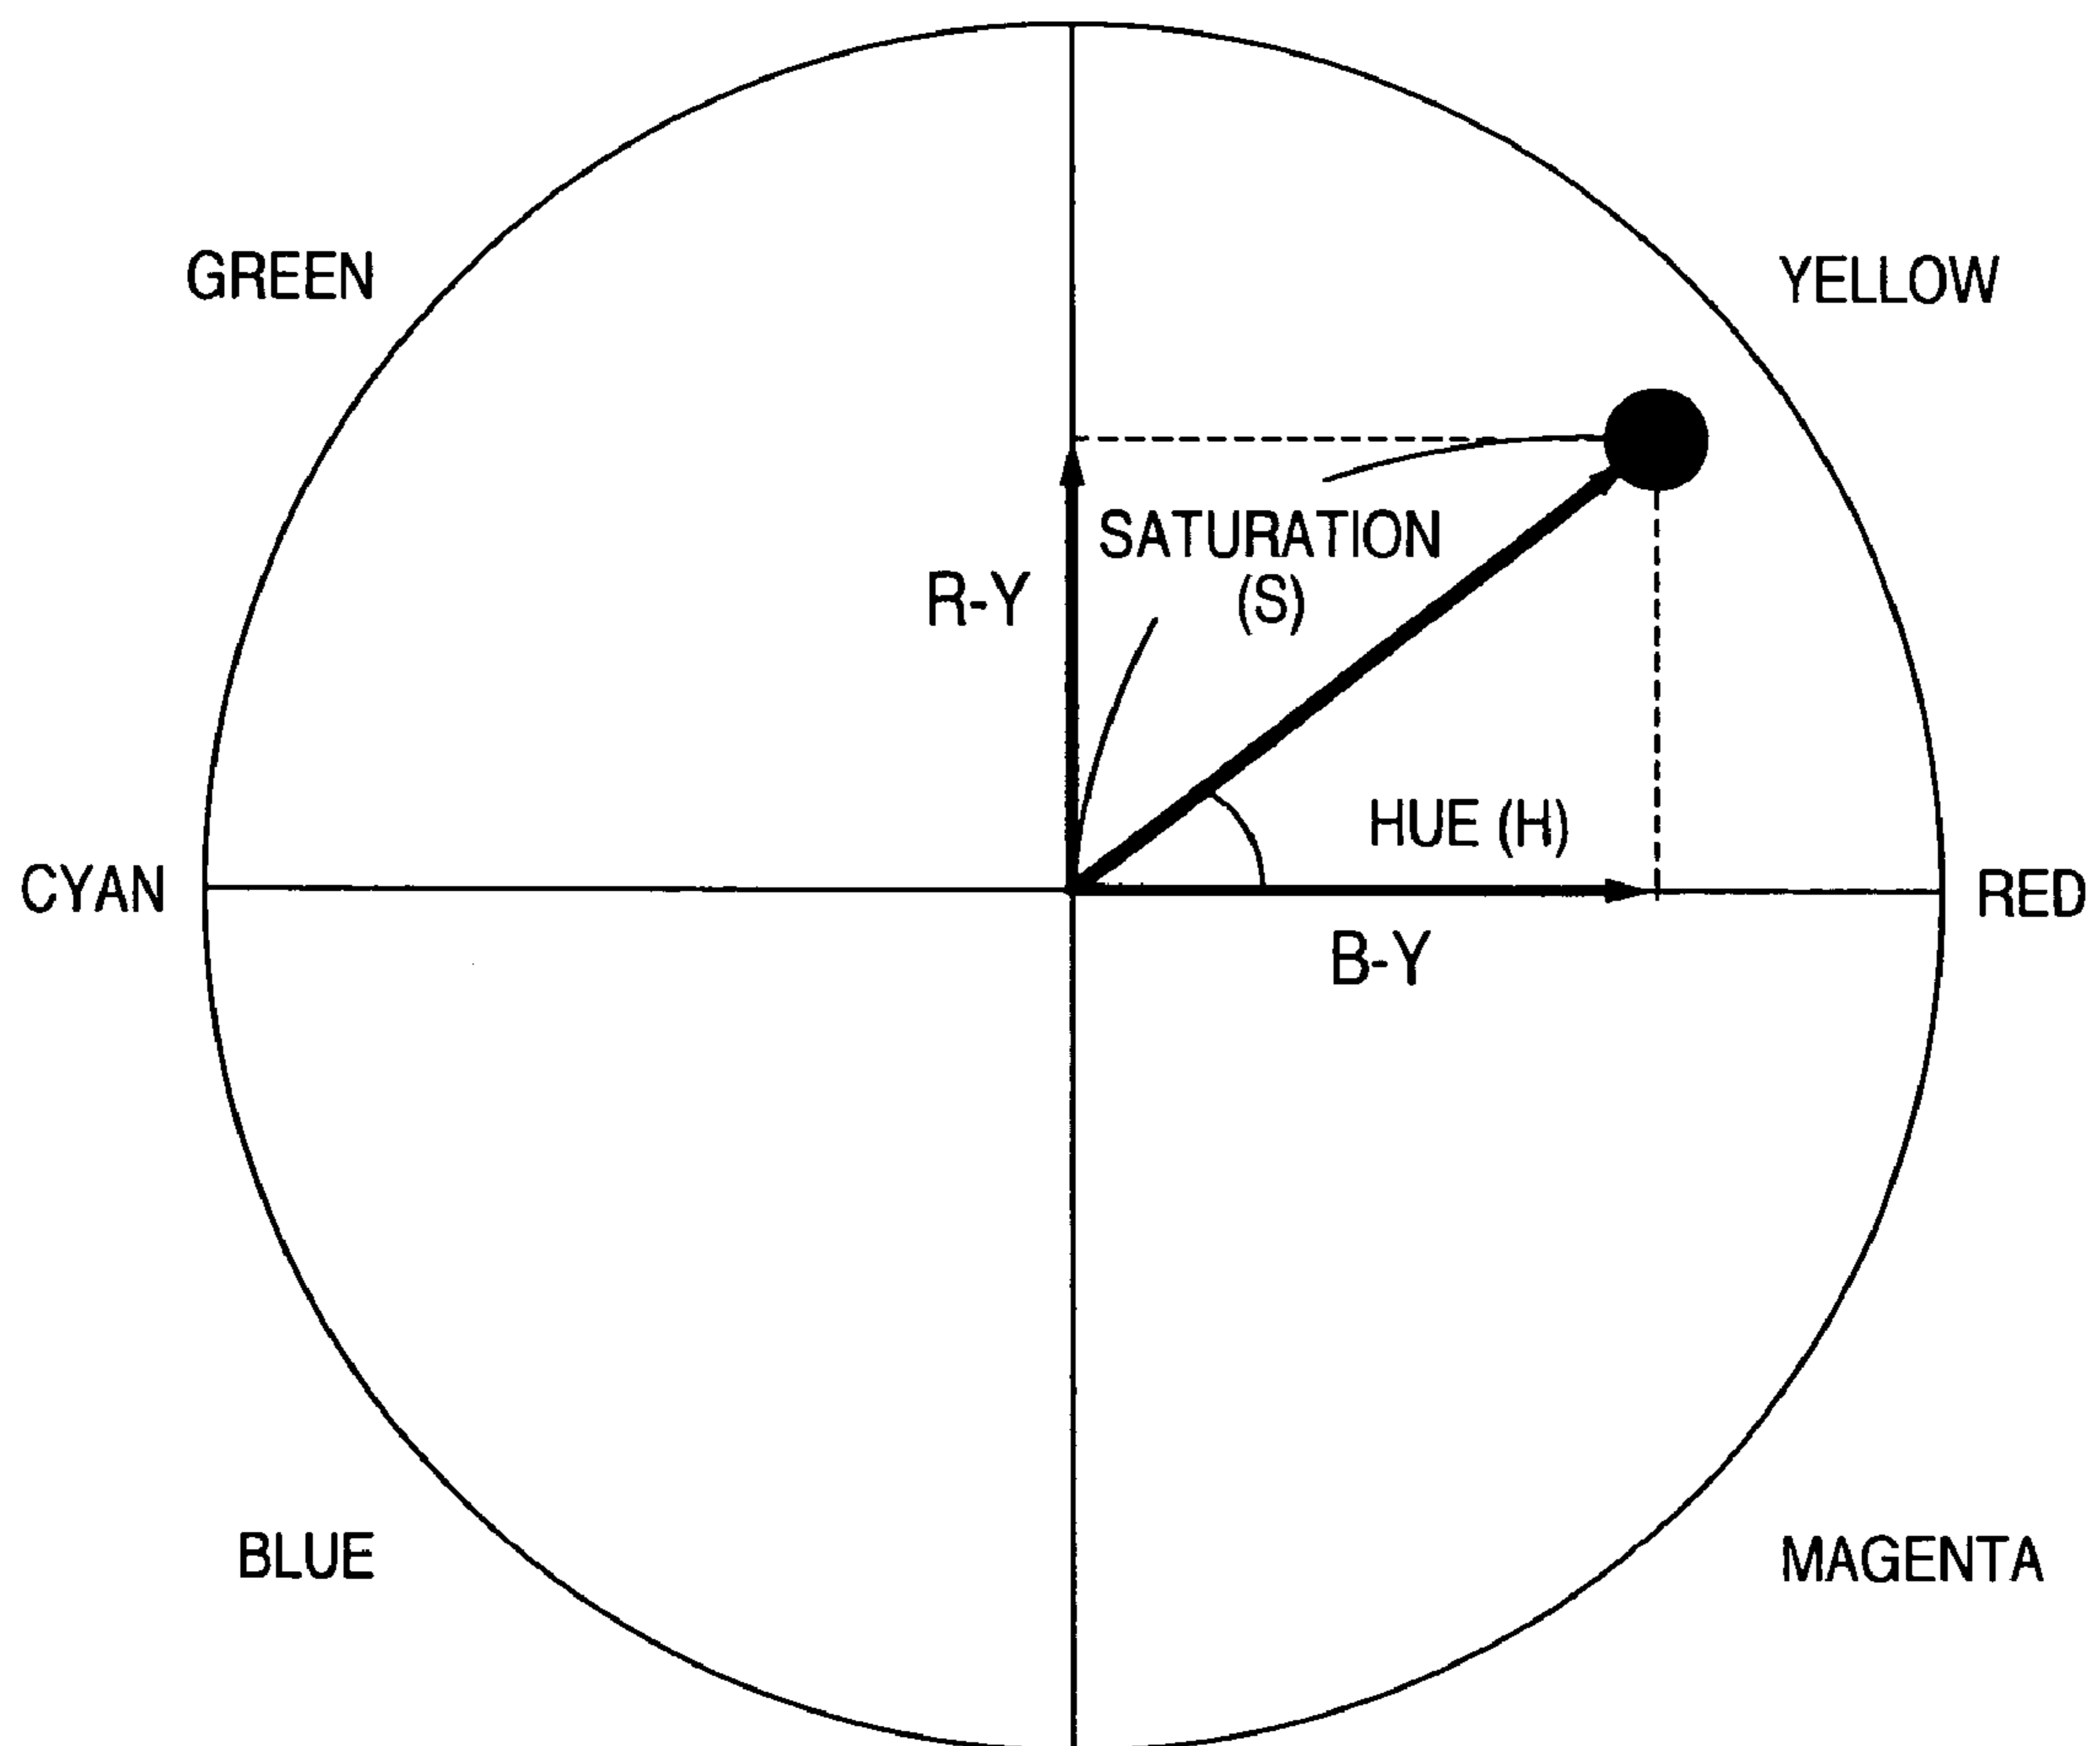 GREEN
YELLOW
SATURATION
(S)
R-Y
HUE (H)
CYAN
RED
B-Y
BLUE
MAGENTA